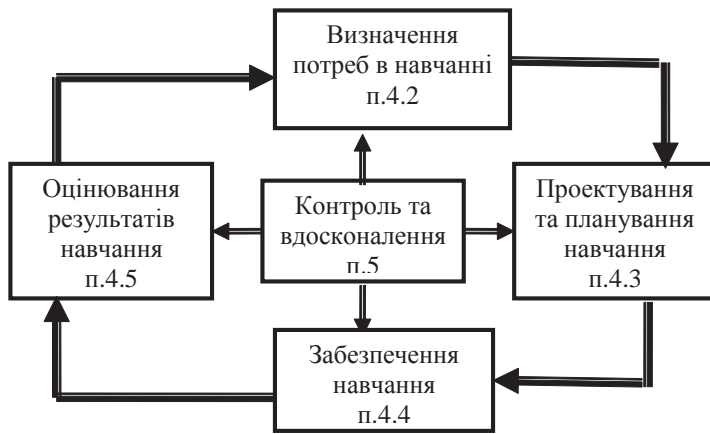 Визначення
потреб в навчанні
п.4.2
Оцінювання
результатів
навчання
п.4.5
Контроль та
вдосконалення
п.5
Проектування
та планування
навчання
п.4.3
Забезпечення
навчання
п.4.4